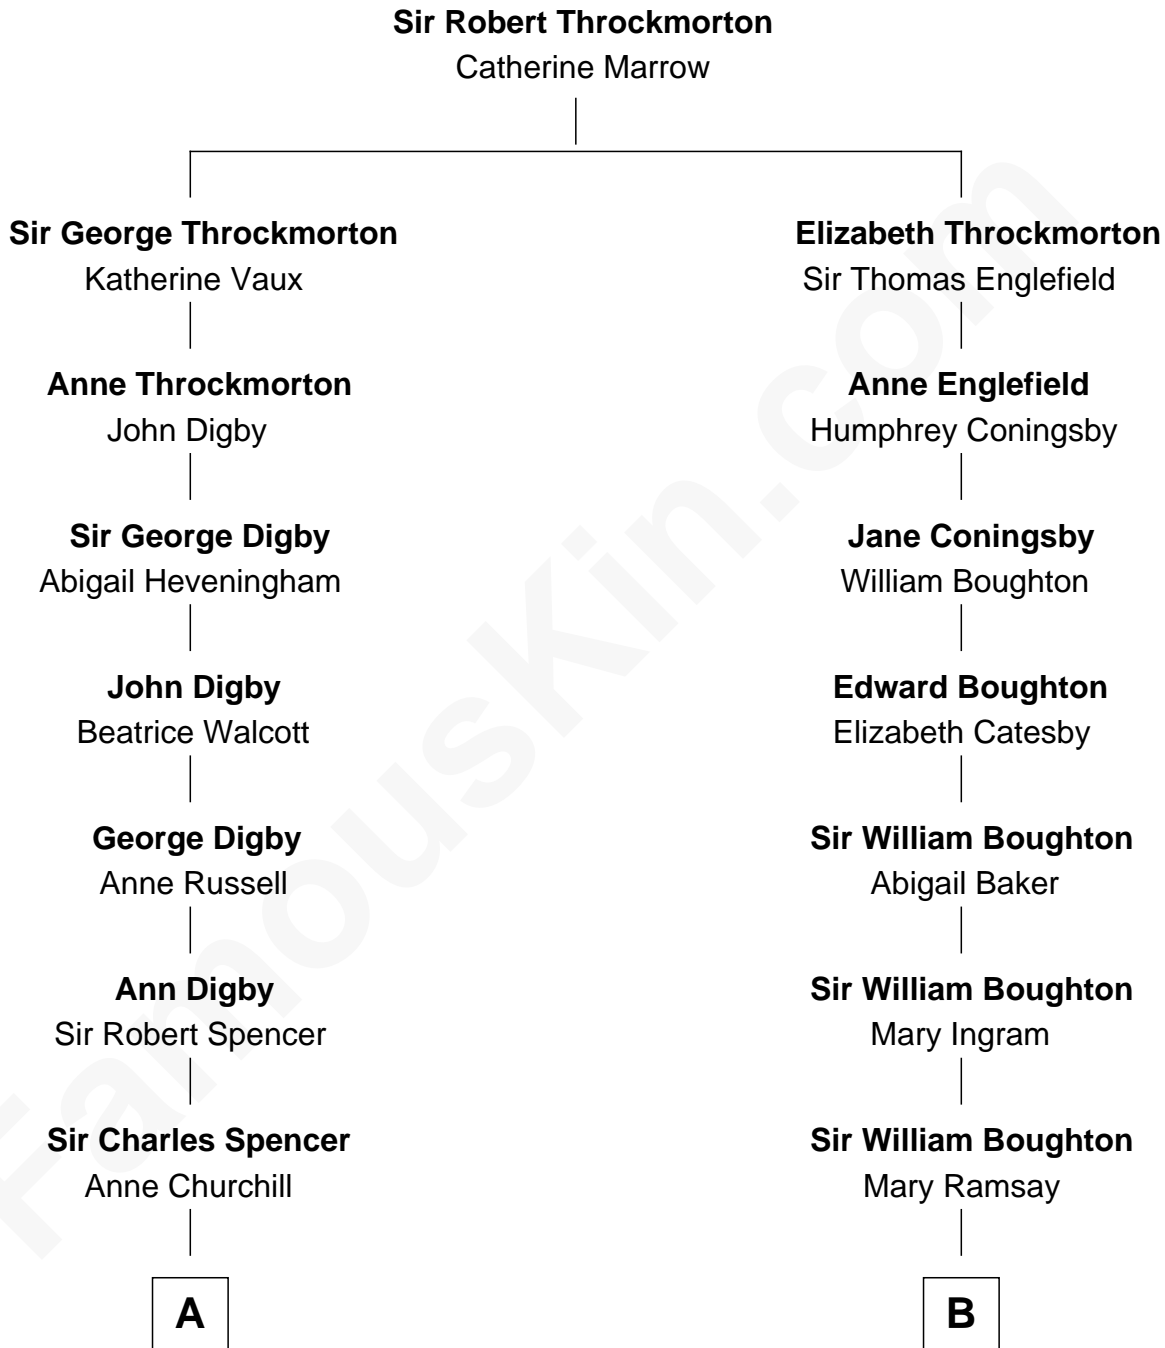 Sir Robert Throckmorton
Catherine Marrow
Sir George Throckmorton
Katherine Vaux
Elizabeth Throckmorton
Sir Thomas Englefield
Anne Throckmorton
John Digby
Anne Englefield
Humphrey Coningsby
Sir George Digby
Abigail Heveningham
Jane Coningsby
William Boughton
John Digby
Beatrice Walcott
Edward Boughton
Elizabeth Catesby
George Digby
Anne Russell
Sir William Boughton
Abigail Baker
Ann Digby
Sir Robert Spencer
Sir William Boughton
Mary Ingram
Sir Charles Spencer
Anne Churchill
Sir William Boughton
Mary Ramsay
A
B
FamousKin.com